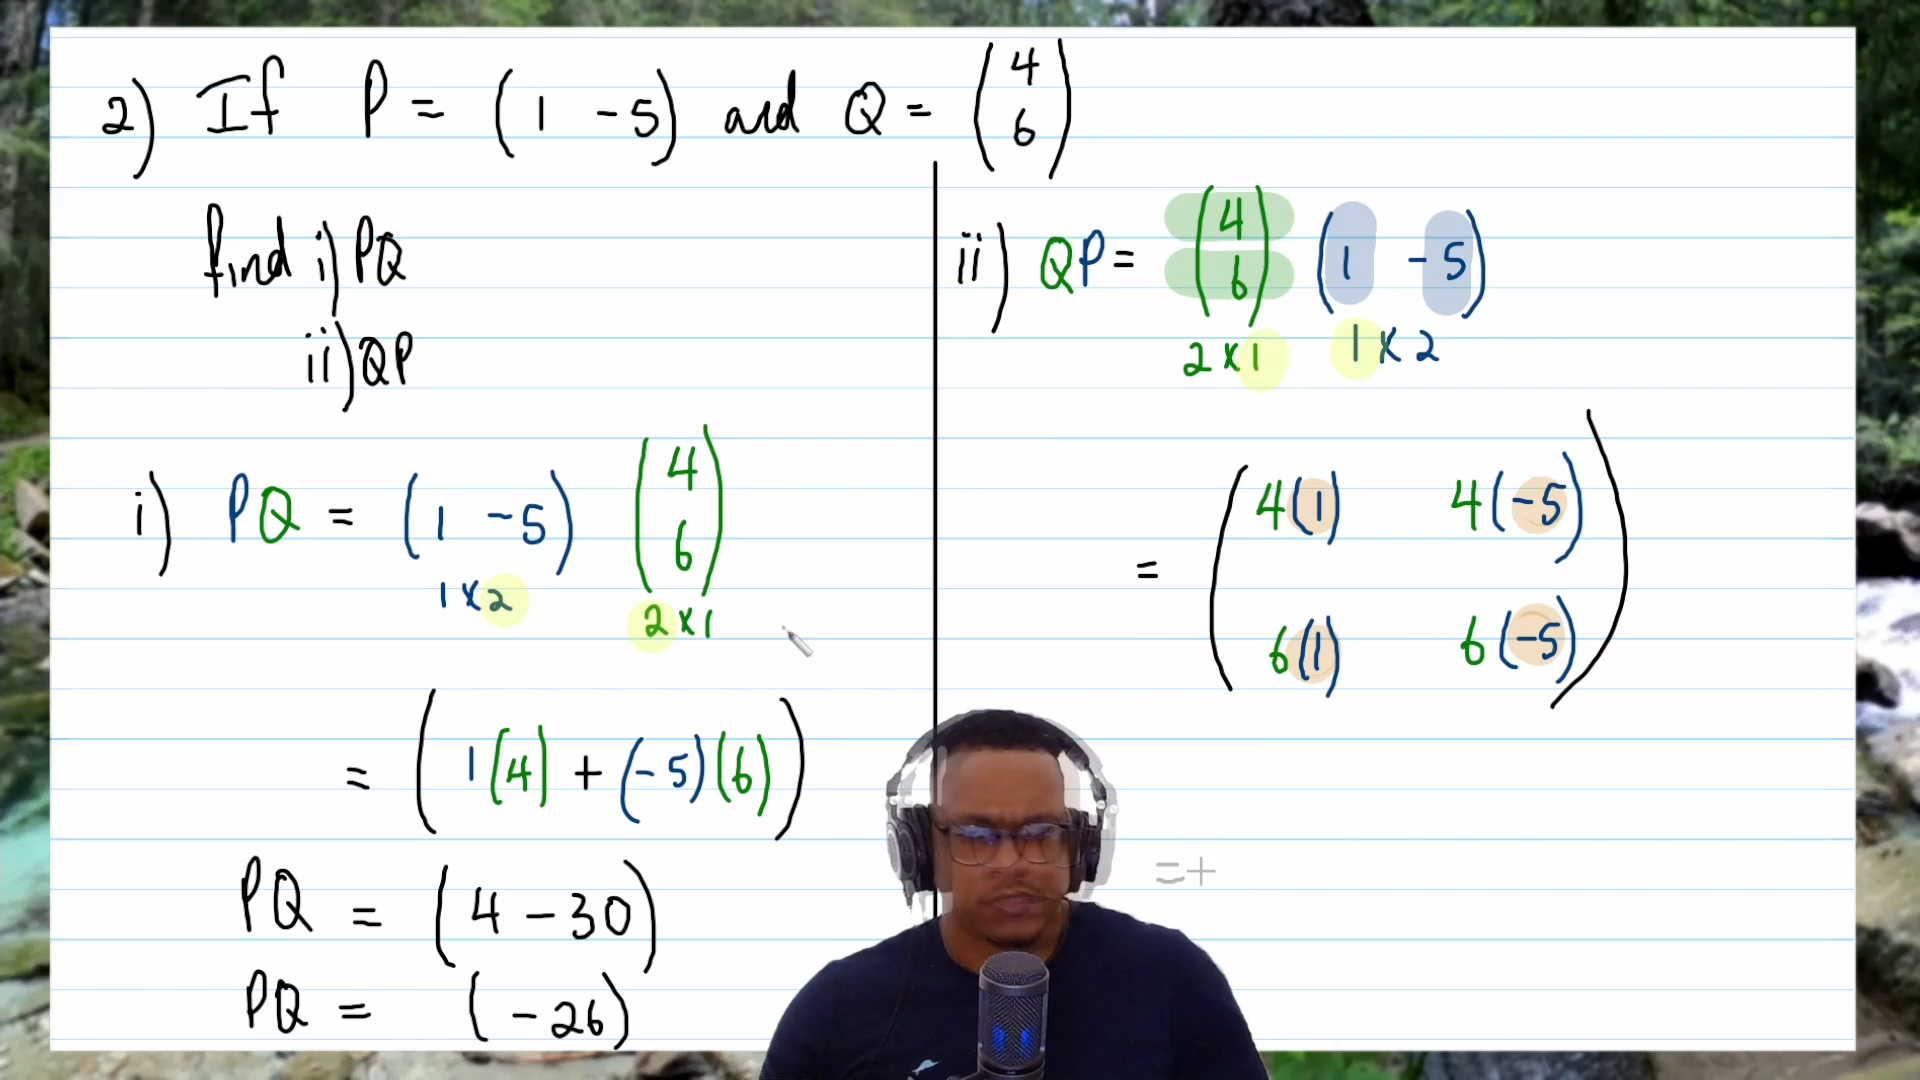 2) If P = (1 -5) and Q = (4
6)
find i) PQ
ii) QP
i) PQ = (1 -5) (4
6)
1x2 2x1
= (1(4) + (-5)(6))
PQ = (4 - 30)
PQ = (-26)
ii) QP = (4
6) (1 -5)
2x1 1x2
= (4(1) 4(-5)
6(1) 6(-5))
=+